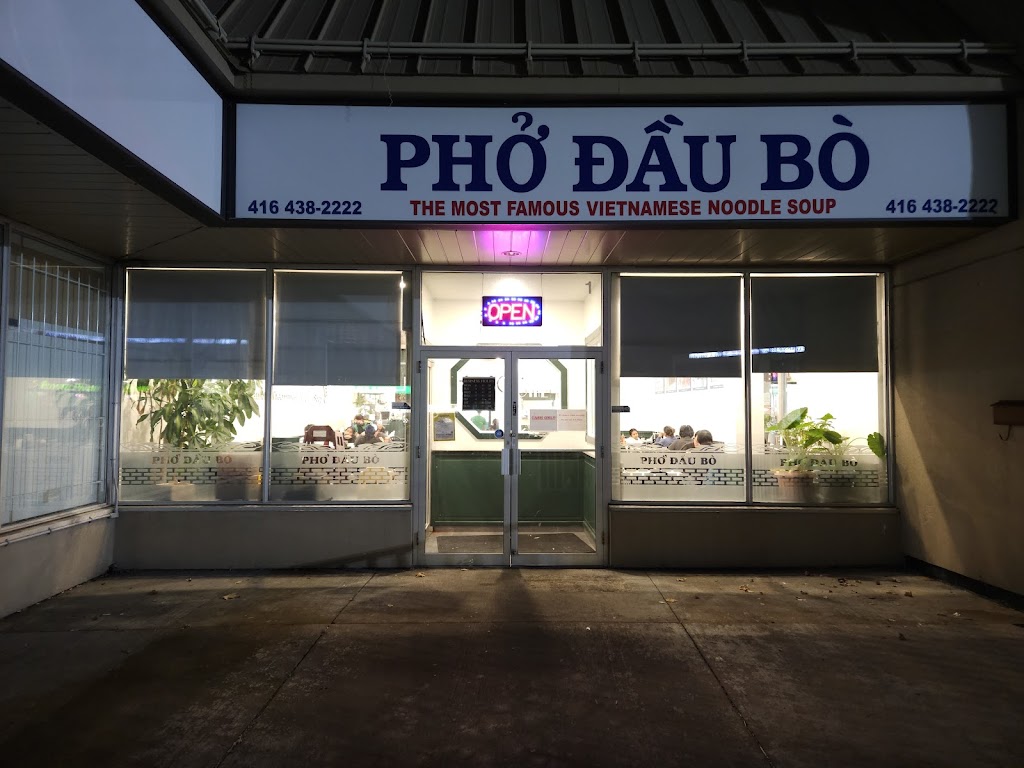 PHỞ ĐẦU BÒ
416 438-2222 THE MOST FAMOUS VIETNAMESE NOODLE SOUP 416 438-2222
OPEN
PHỞ ĐẦU BÒ PHỞ ĐẦU BÒ PHỞ ĐẦU BÒ PHỞ ĐẦU BÒ